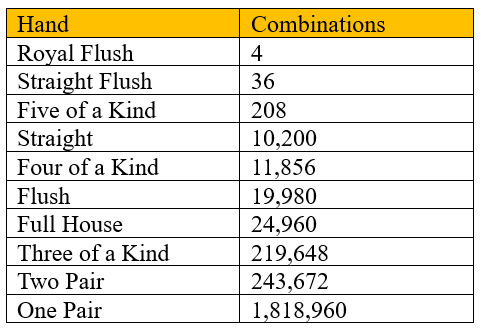 Hand Combinations
Royal Flush 4
Straight Flush 36
Five of a Kind 208
Straight 10,200
Four of a Kind 11,856
Flush 19,980
Full House 24,960
Three of a Kind 219,648
Two Pair 243,672
One Pair 1,818,960